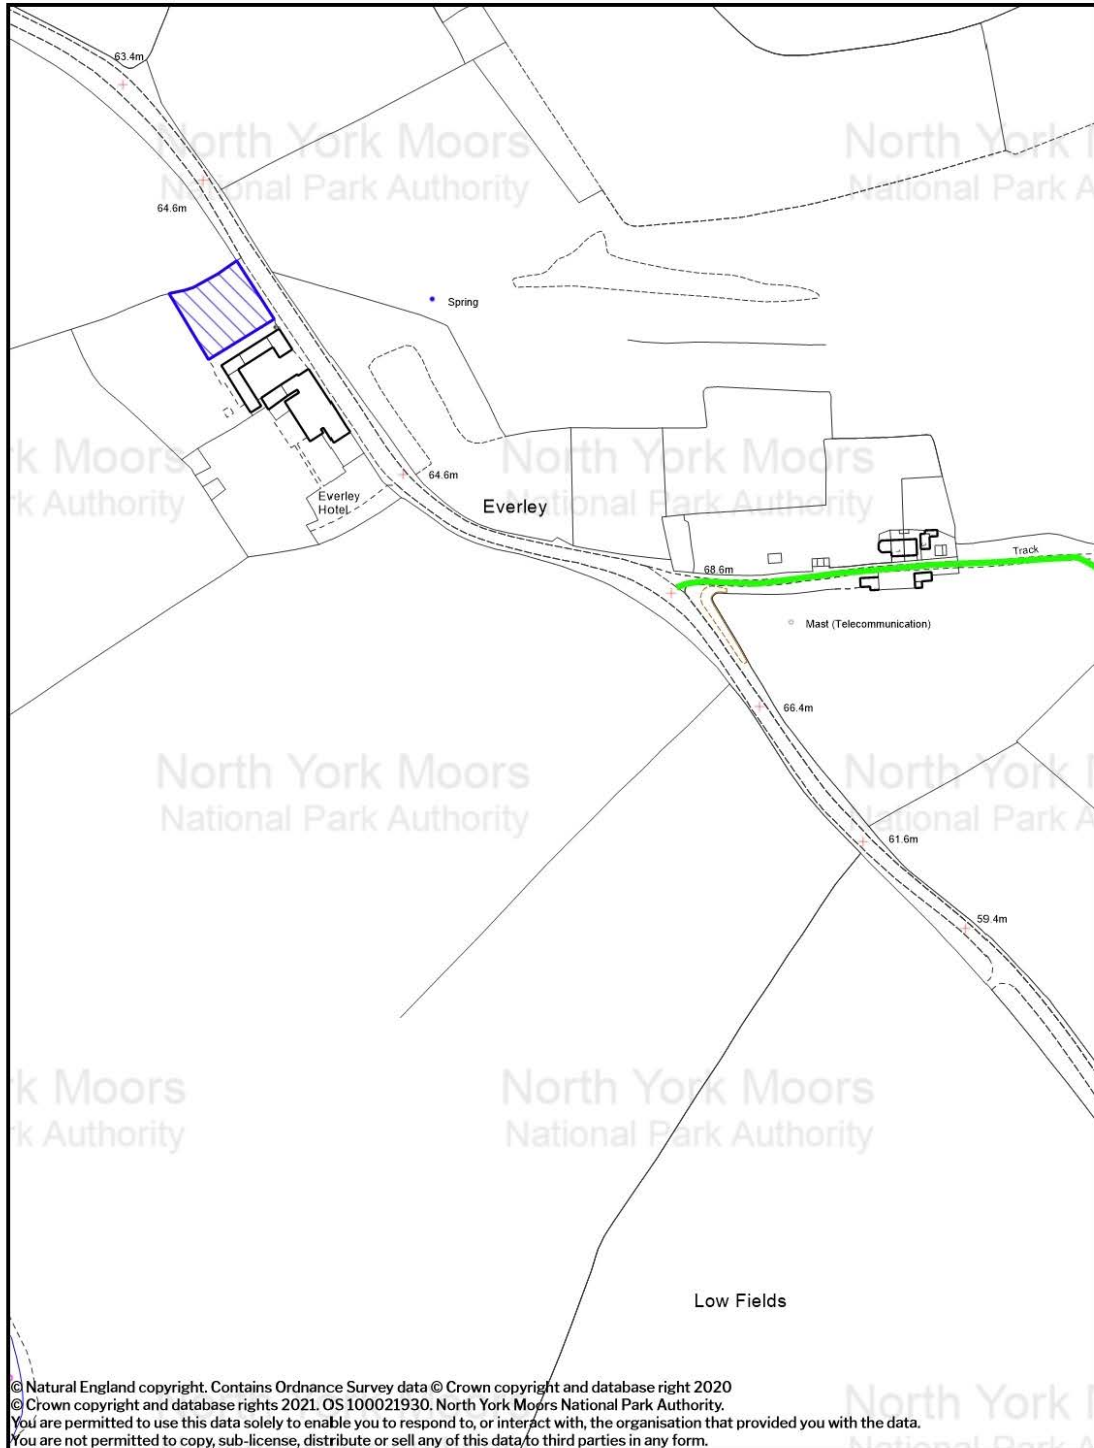 63.4m
North York Moors
National Park Authority
North York
National Park A
64.6m
Spring
k Moors
rk Authority
North York Moors
National Park Authority
64.6m
Everley
Everley
Hotel
Track
68.6m
Mast (Telecommunication)
66.4m
North York Moors
National Park Authority
North York
National Park A
61.6m
59.4m
k Moors
rk Authority
North York Moors
National Park Authority
Low Fields
© Natural England copyright. Contains Ordnance Survey data © Crown copyright and database right 2020
© Crown copyright and database rights 2021. OS 100021930. North York Moors National Park Authority.
You are permitted to use this data solely to enable you to respond to, or interact with, the organisation that provided you with the data.
You are not permitted to copy, sub-license, distribute or sell any of this data to third parties in any form.